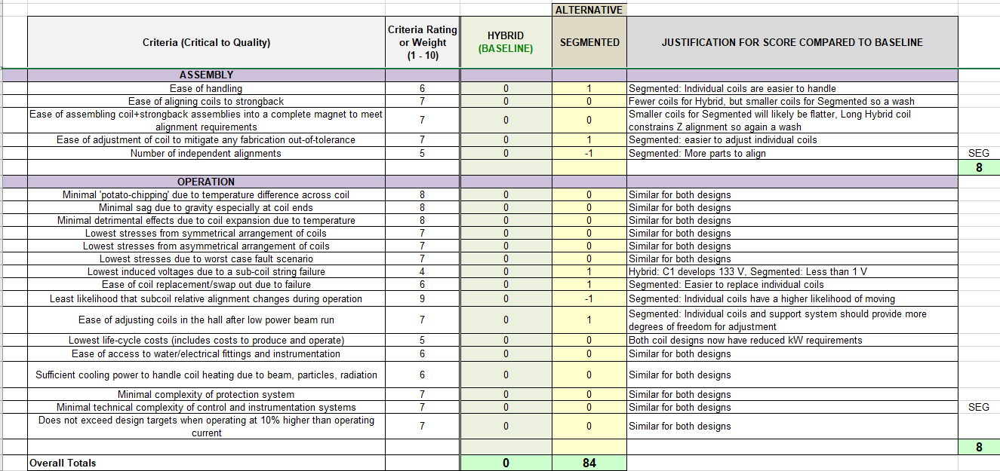 ALTERNATIVE
Criteria (Critical to Quality)
Criteria Rating
or Weight
(1 - 10)
HYBRID
(BASELINE)
SEGMENTED
JUSTIFICATION FOR SCORE COMPARED TO BASELINE
ASSEMBLY
Ease of handling 6 0 1 Segmented: Individual coils are easier to handle
Ease of aligning coils to strongback 7 0 0 Fewer coils for Hybrid, but smaller coils for Segmented so a wash
Ease of assembling coil+strongback assemblies into a complete magnet to meet
alignment requirements
7 0 0
Smaller coils for Segmented will likely be flatter, Long Hybrid coil
constrains Z alignment so again a wash
Ease of adjustment of coil to mitigate any fabrication out-of-tolerance 7 0 1 Segmented: easier to adjust individual coils
Number of independent alignments 5 0 -1 Segmented: More parts to align SEG
8
OPERATION
Minimal 'potato-chipping' due to temperature difference across coil 8 0 0 Similar for both designs
Minimal sag due to gravity especially at coil ends 8 0 0 Similar for both designs
Minimal detrimental effects due to coil expansion due to temperature 8 0 0 Similar for both designs
Lowest stresses from symmetrical arrangement of coils 7 0 0 Similar for both designs
Lowest stresses from asymmetrical arrangement of coils 7 0 0 Similar for both designs
Lowest stresses due to worst case fault scenario 7 0 0 Similar for both designs
Lowest induced voltages due to a sub-coil string failure 4 0 1 Hybrid: C1 develops 133 V, Segmented: Less than 1 V
Ease of coil replacement/swap out due to failure 6 0 1 Segmented: Easier to replace individual coils
Least likelihood that subcoil relative alignment changes during operation 9 0 -1 Segmented: Individual coils have a higher likelihood of moving
Ease of adjusting coils in the hall after low power beam run 7 0 1
Segmented: Individual coils and support system should provide more
degrees of freedom for adjustment
Lowest life-cycle costs (includes costs to produce and operate) 5 0 0 Both coil designs now have reduced kW requirements
Ease of access to water/electrical fittings and instrumentation 6 0 0 Similar for both designs
Sufficient cooling power to handle coil heating due to beam, particles, radiation 6 0 0 Similar for both designs
Minimal complexity of protection system 7 0 0 Similar for both designs
Minimal technical complexity of control and instrumentation systems 7 0 0 Similar for both designs SEG
Does not exceed design targets when operating at 10% higher than operating
current
7 0 0 Similar for both designs
8
Overall Totals 0 84